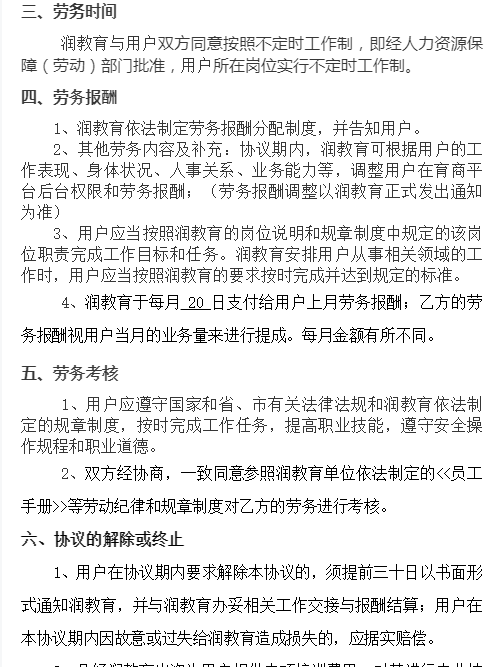 三、劳务时间
润教育与用户双方同意按照不定时工作制，即经人力资源保
障（劳动）部门批准，用户所在岗位实行不定时工作制。
四、劳务报酬
1、润教育依法制定劳务报酬分配制度，并告知用户。
2、其他劳务内容及补充：协议期内，润教育可根据用户的工
作表现、身体状况、人事关系、业务能力等，调整用户在育商平
台后台权限和劳务报酬；（劳务报酬调整以润教育正式发出通知
为准）
3、用户应当按照润教育的岗位说明和规章制度中规定的该岗
位职责完成工作目标和任务。润教育安排用户从事相关领域的工
作时，用户应当按照润教育的要求按时完成并达到规定的标准。
4、润教育于每月 20 日支付给用户上月劳务报酬；乙方的劳
务报酬视用户当月的业务量来进行提成。每月金额有所不同。
五、劳务考核
1、用户应遵守国家和省、市有关法律法规和润教育依法制
定的规章制度，按时完成工作任务，提高职业技能，遵守安全操
作规程和职业道德。
2、双方经协商，一致同意参照润教育单位依法制定的<<员工
手册>>等劳动纪律和规章制度对乙方的劳务进行考核。
六、协议的解除或终止
1、用户在协议期内要求解除本协议的，须提前三十日以书面形
式通知润教育，并与润教育办妥相关工作交接与报酬结算；用户在
本协议期内因故意或过失给润教育造成损失的，应据实赔偿。